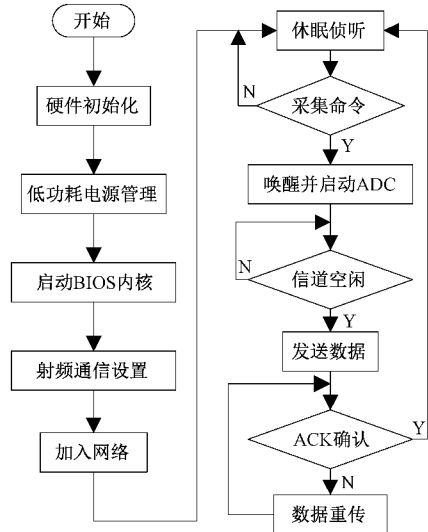 开始
硬件初始化
低功耗电源管理
启动BIOS内核
射频通信设置
加入网络
休眠侦听
N
采集命令
Y
唤醒并启动ADC
N
信道空闲
Y
发送数据
ACK确认
Y
N
数据重传